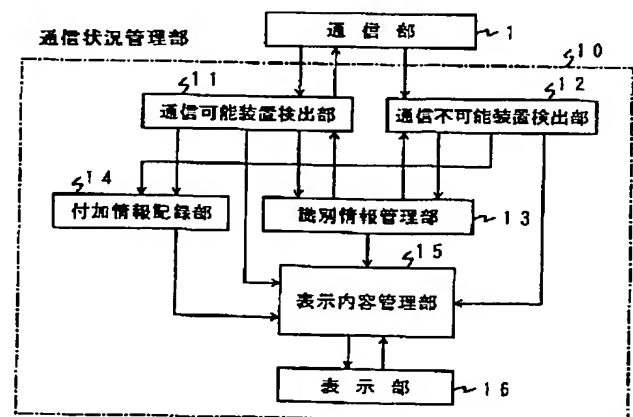 通信部 1
通信状況管理部
10
11
12
通信可能装置検出部
通信不可能装置検出部
14
付加情報記録部
識別情報管理部 13
15
表示内容管理部
表示部 16